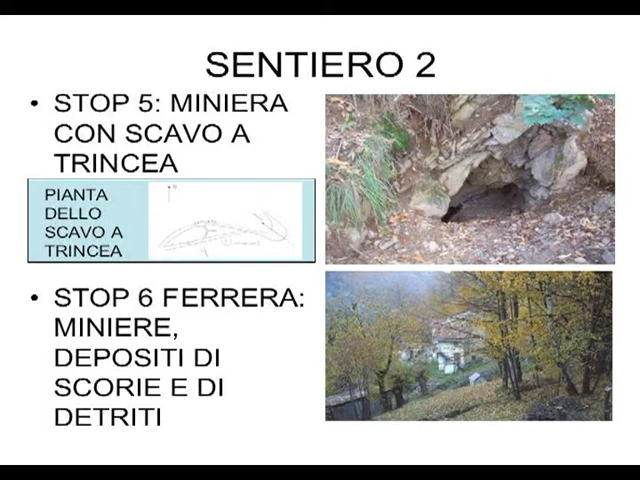 SENTIERO 2
• STOP 5: MINIERA
CON SCAVO A
TRINCEA
PIANTA
DELLO
SCAVO A
TRINCEA
• STOP 6 FERRERA:
MINIERE,
DEPOSITI DI
SCORIE E DI
DETRITI